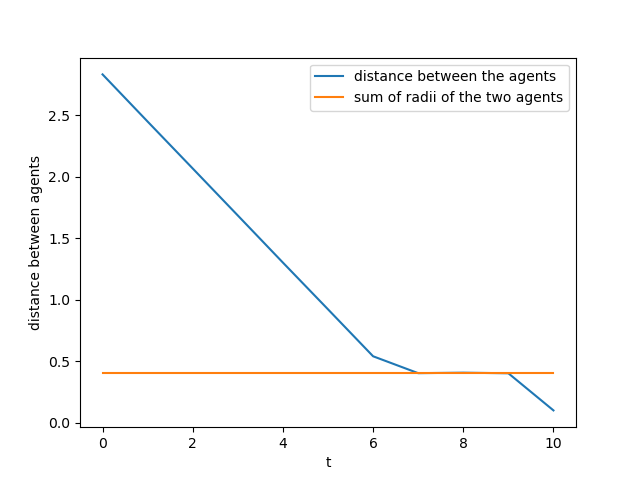 distance between the agents
sum of radii of the two agents
distance between agents
2.5
2.0
1.5
1.0
0.5
0.0
0 2 4 6 8 10
t